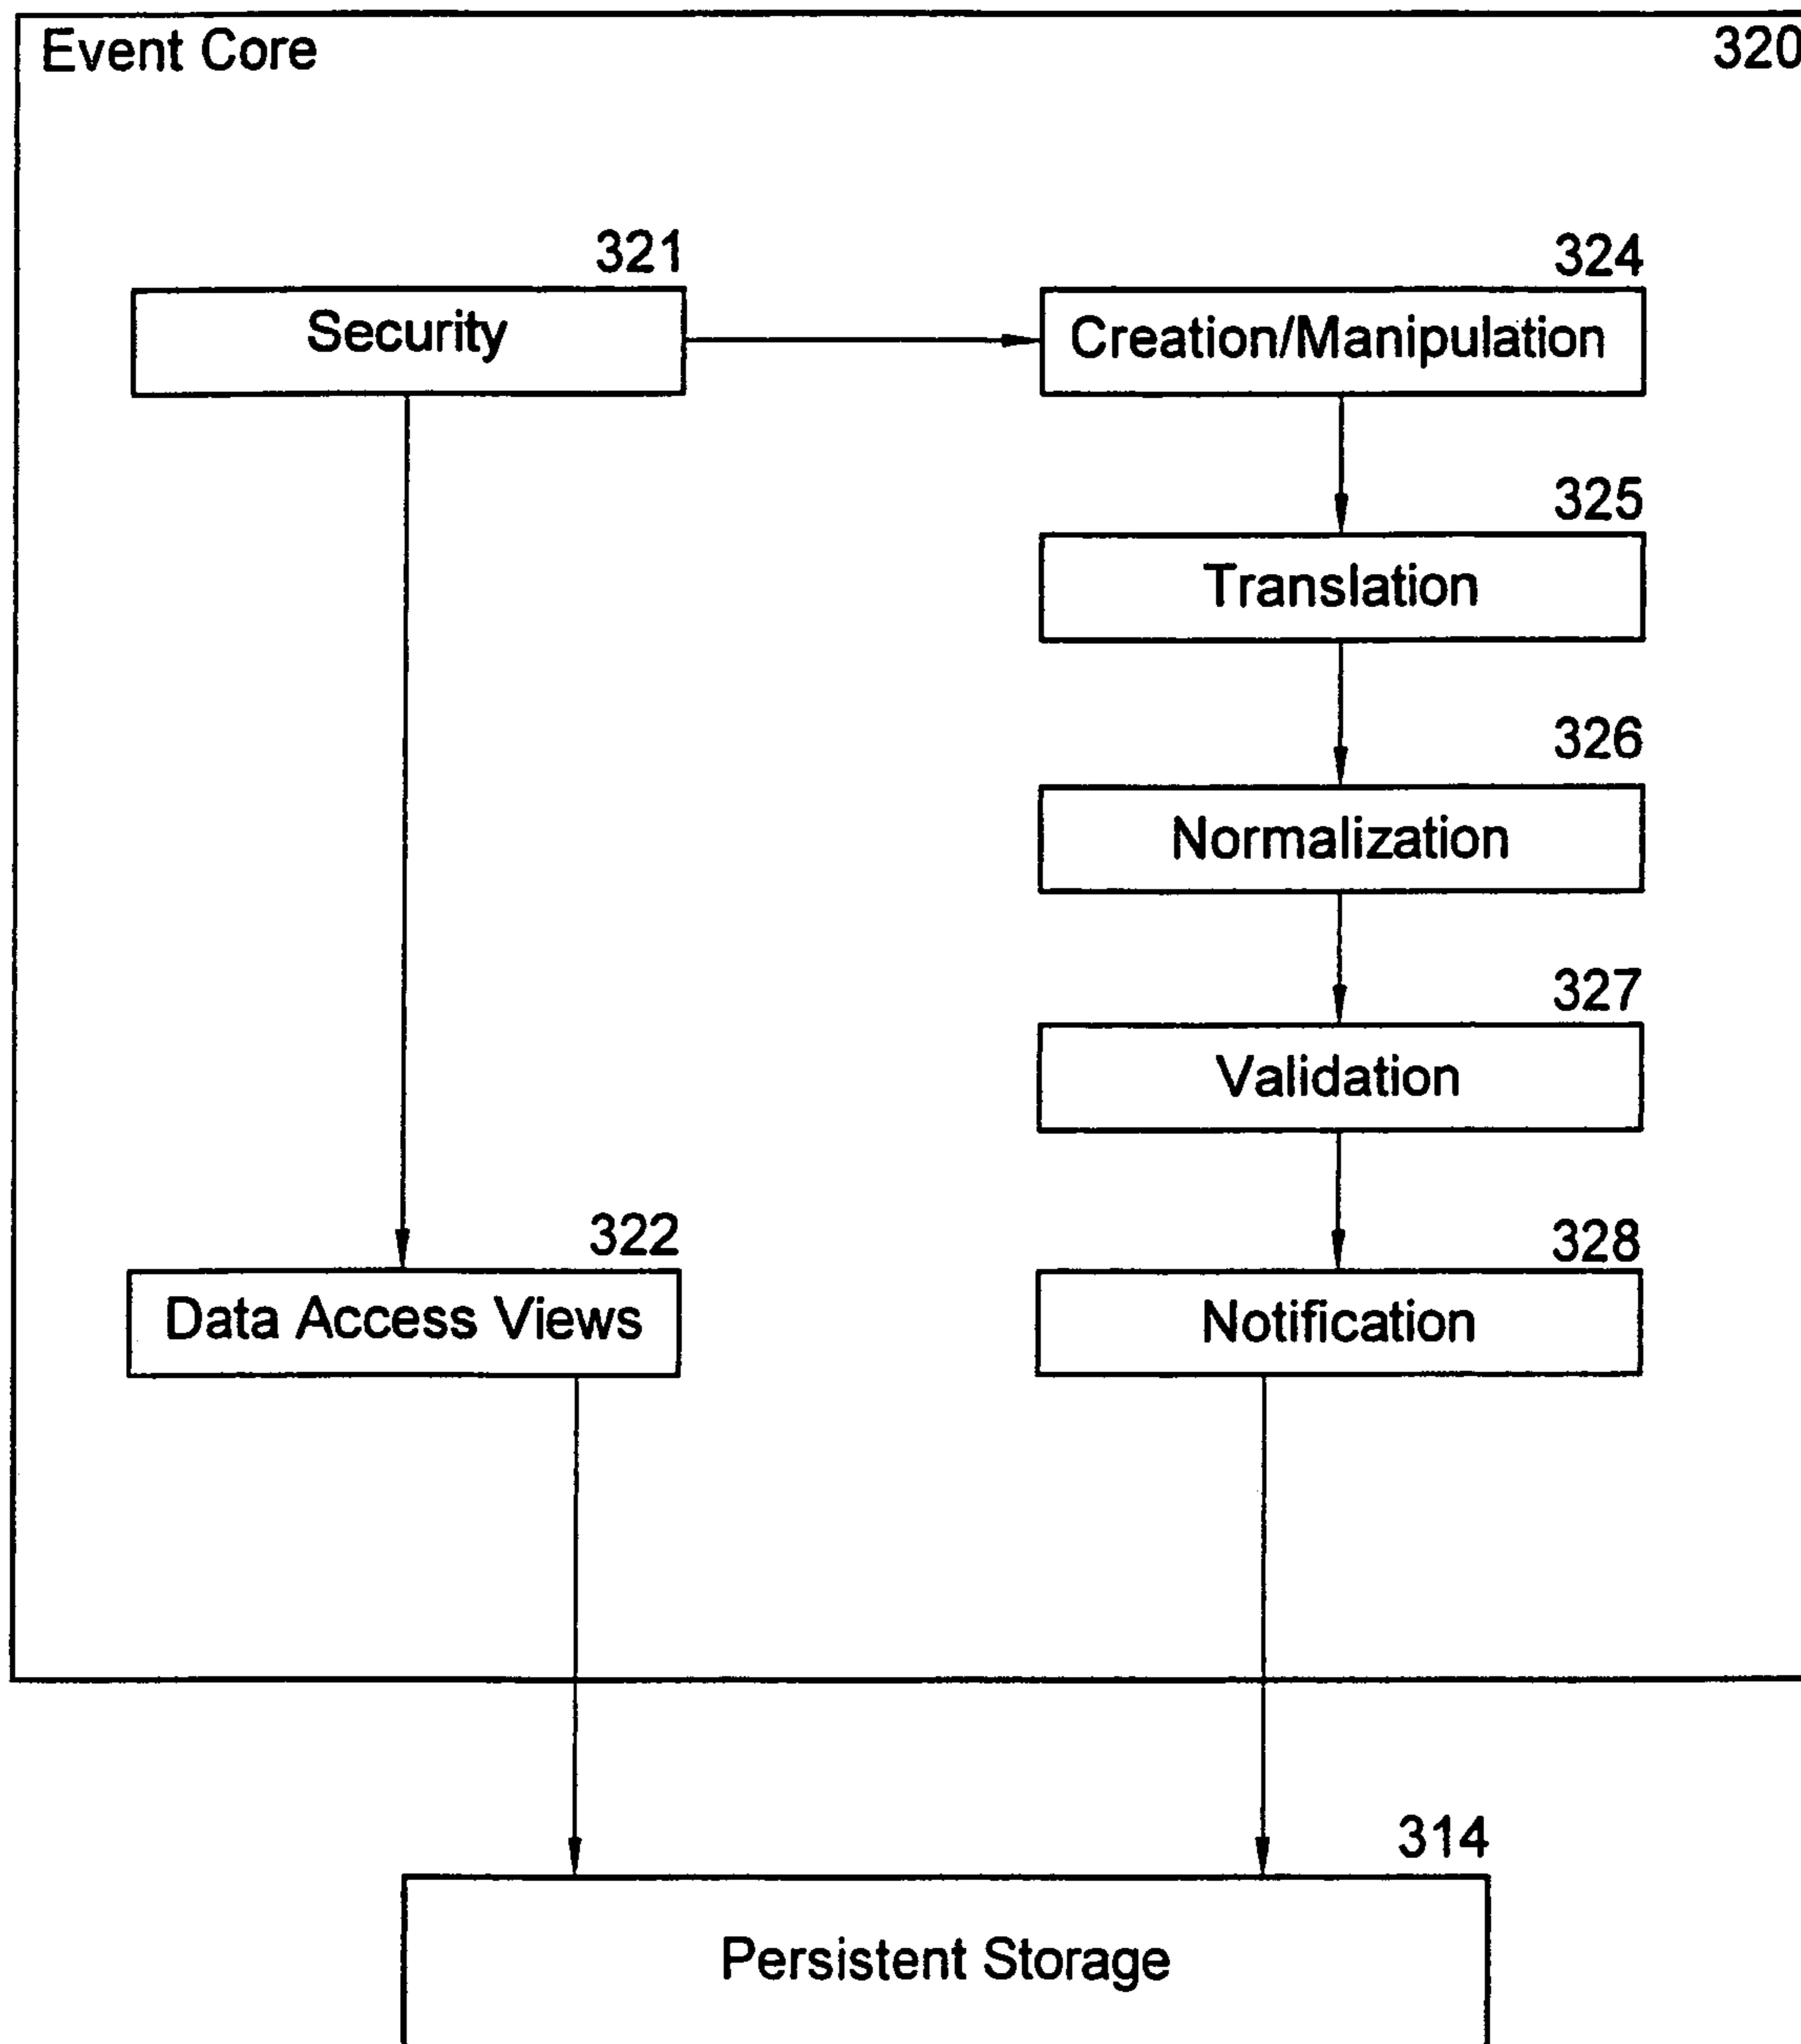 Event Core
320
321
324
Security
Creation/Manipulation
325
Translation
326
Normalization
327
Validation
322
328
Data Access Views
Notification
314
Persistent Storage